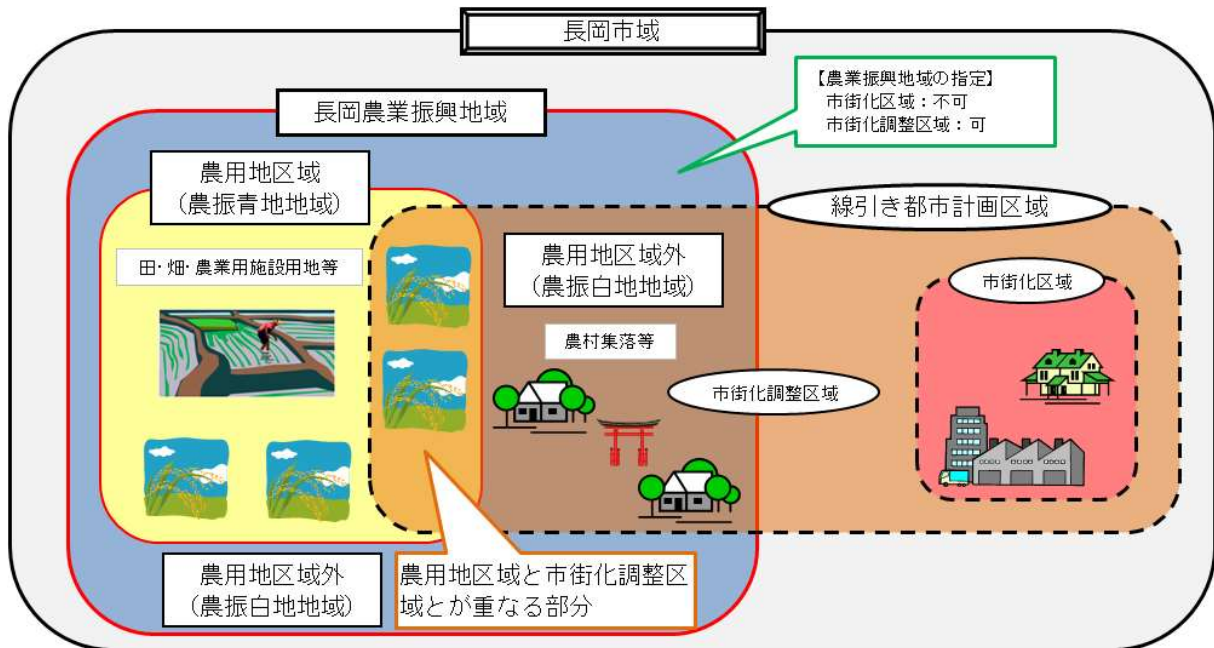 長岡市域
【農業振興地域の指定】
市街化区域：不可
市街化調整区域：可
長岡農業振興地域
農用地区域
(農振青地地域)
線引き都市計画区域
田・畑・農業用施設用地等
農用地区域外
(農振白地地域)
市街化区域
農村集落等
市街化調整区域
農用地区域外
(農振白地地域)
農用地区域と市街化調整区
域とが重なる部分